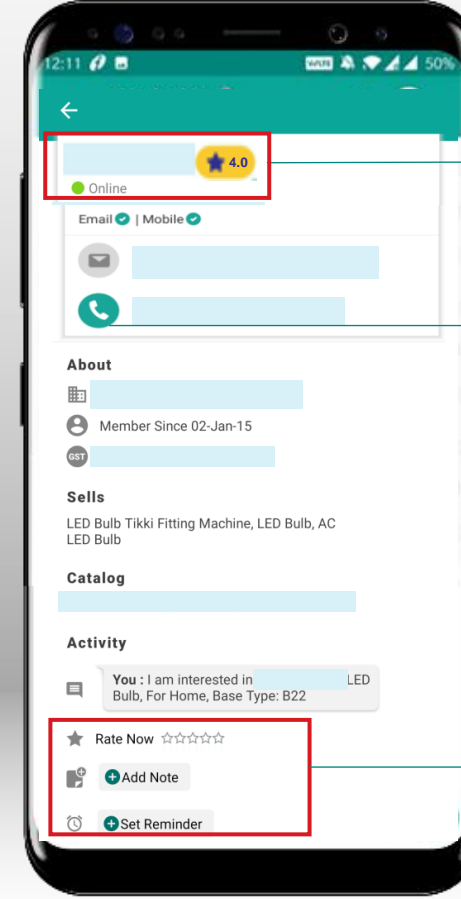 12:11
50%
4.0
Online
Email | Mobile
About
Member Since 02-Jan-15
GST
Sells
LED Bulb Tikki Fitting Machine, LED Bulb, AC
LED Bulb
Catalog
Activity
You : I am interested in LED
Bulb, For Home, Base Type: B22
Rate Now
Add Note
Set Reminder